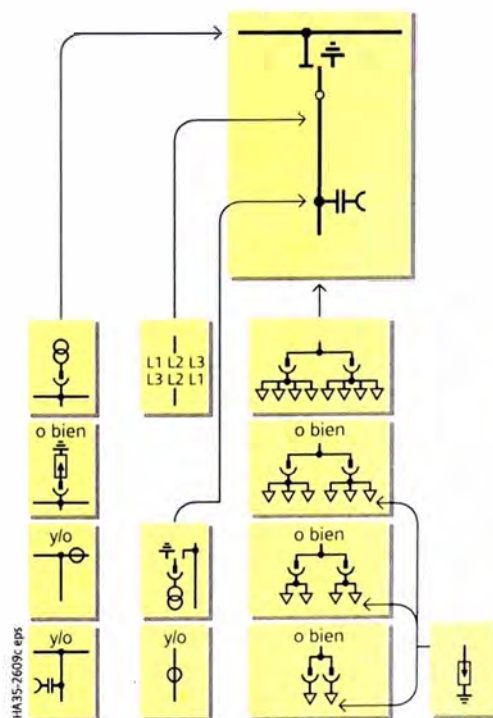 L1 L2 L3
L3 L2 L1
o bien
y/o
y/o
y/o
o bien
o bien
o bien
HA35-2609c eps